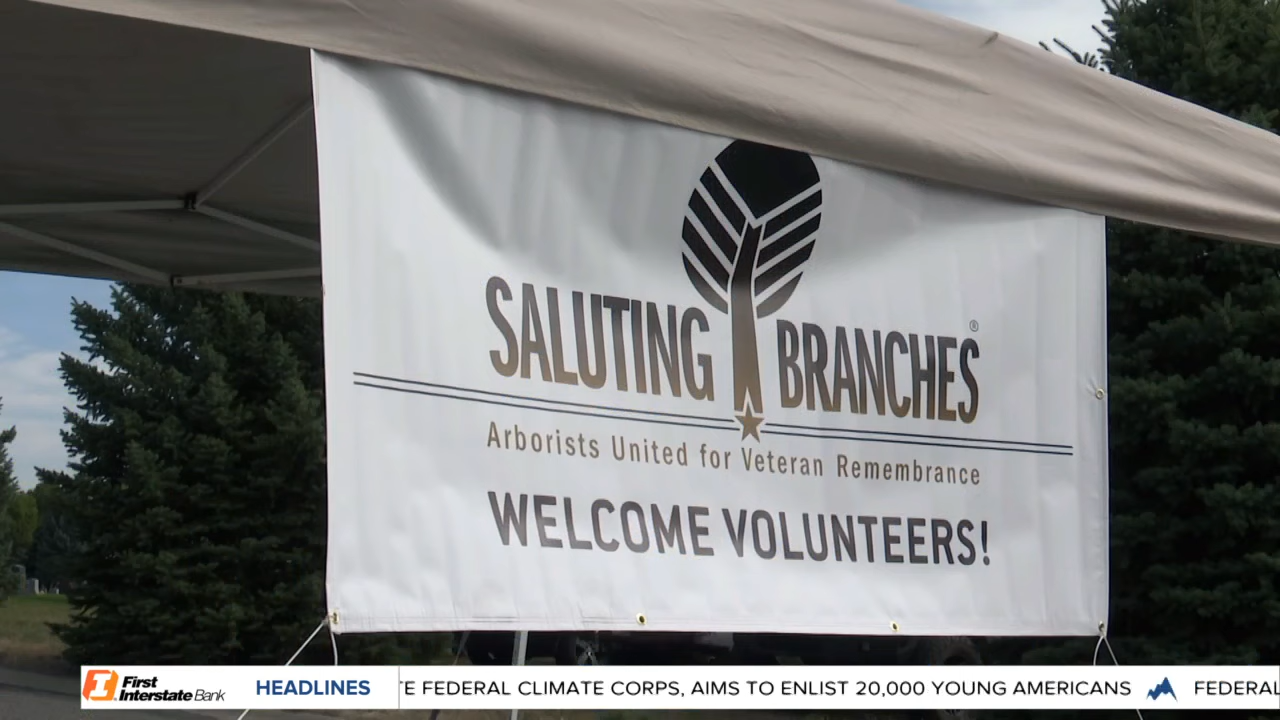 SALUTING BRANCHES®
Arborists United for Veteran Remembrance
WELCOME VOLUNTEERS!
First
Interstate Bank
HEADLINES
E FEDERAL CLIMATE CORPS, AIMS TO ENLIST 20,000 YOUNG AMERICANS
FEDERAL